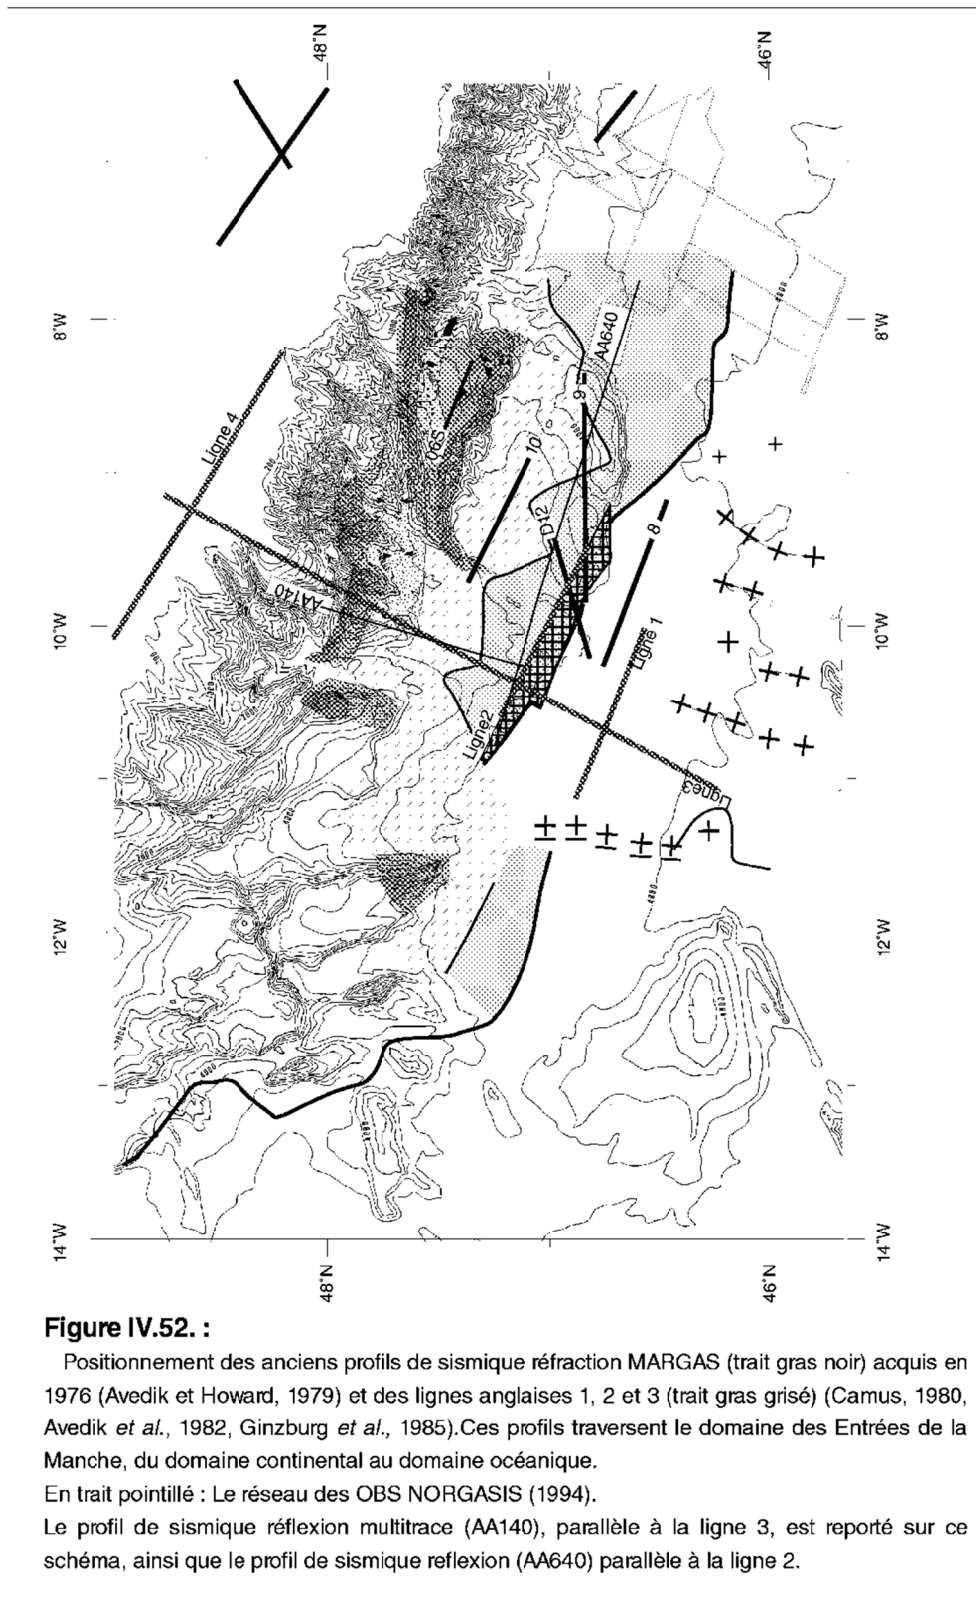 48°N
46°N
8°W
8°W
AA640
4000
Ligne 4
9
OBS
10
D12
8
AA140
10°W
10°W
Ligne 1
Ligne2
Ligne3
4000
12°W
12°W
4000
14°W
14°W
48°N
46°N
Figure IV.52. :
Positionnement des anciens profils de sismique réfraction MARGAS (trait gras noir) acquis en
1976 (Avedik et Howard, 1979) et des lignes anglaises 1, 2 et 3 (trait gras grisé) (Camus, 1980,
Avedik et al., 1982, Ginzburg et al., 1985).Ces profils traversent le domaine des Entrées de la
Manche, du domaine continental au domaine océanique.
En trait pointillé : Le réseau des OBS NORGASIS (1994).
Le profil de sismique réflexion multitrace (AA140), parallèle à la ligne 3, est reporté sur ce
schéma, ainsi que le profil de sismique reflexion (AA640) parallèle à la ligne 2.